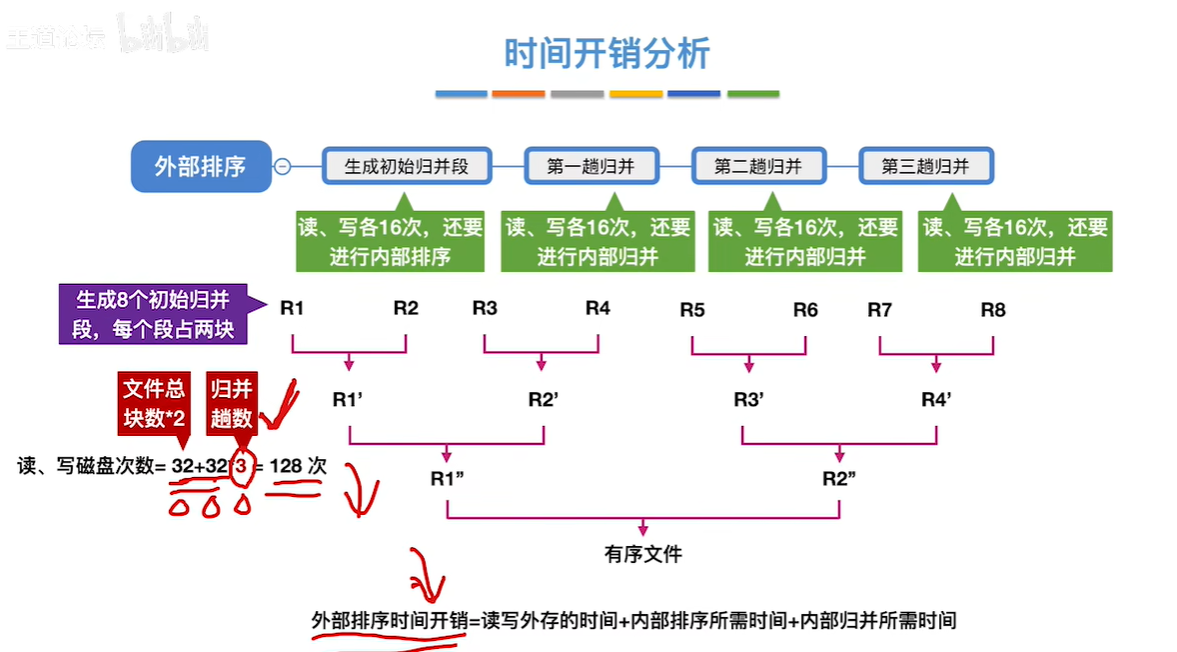 王道论坛 bilibili
时间开销分析
外部排序
生成初始归并段
第一趟归并
第二趟归并
第三趟归并
读、写各16次，还要
进行内部排序
读、写各16次，还要
进行内部归并
读、写各16次，还要
进行内部归并
读、写各16次，还要
进行内部归并
生成8个初始归并
段，每个段占两块
R1
R2
R3
R4
R5
R6
R7
R8
文件总
块数*2
归并
趟数
R1’
R2’
R3’
R4’
读、写磁盘次数= 32+32*3 = 128 次
R1”
R2”
有序文件
外部排序时间开销=读写外存的时间+内部排序所需时间+内部归并所需时间